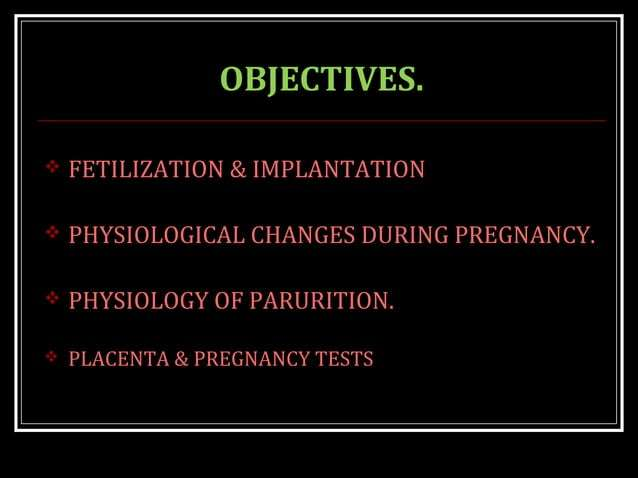 OBJECTIVES.
FETILIZATION & IMPLANTATION
PHYSIOLOGICAL CHANGES DURING PREGNANCY.
PHYSIOLOGY OF PARURITION.
PLACENTA & PREGNANCY TESTS